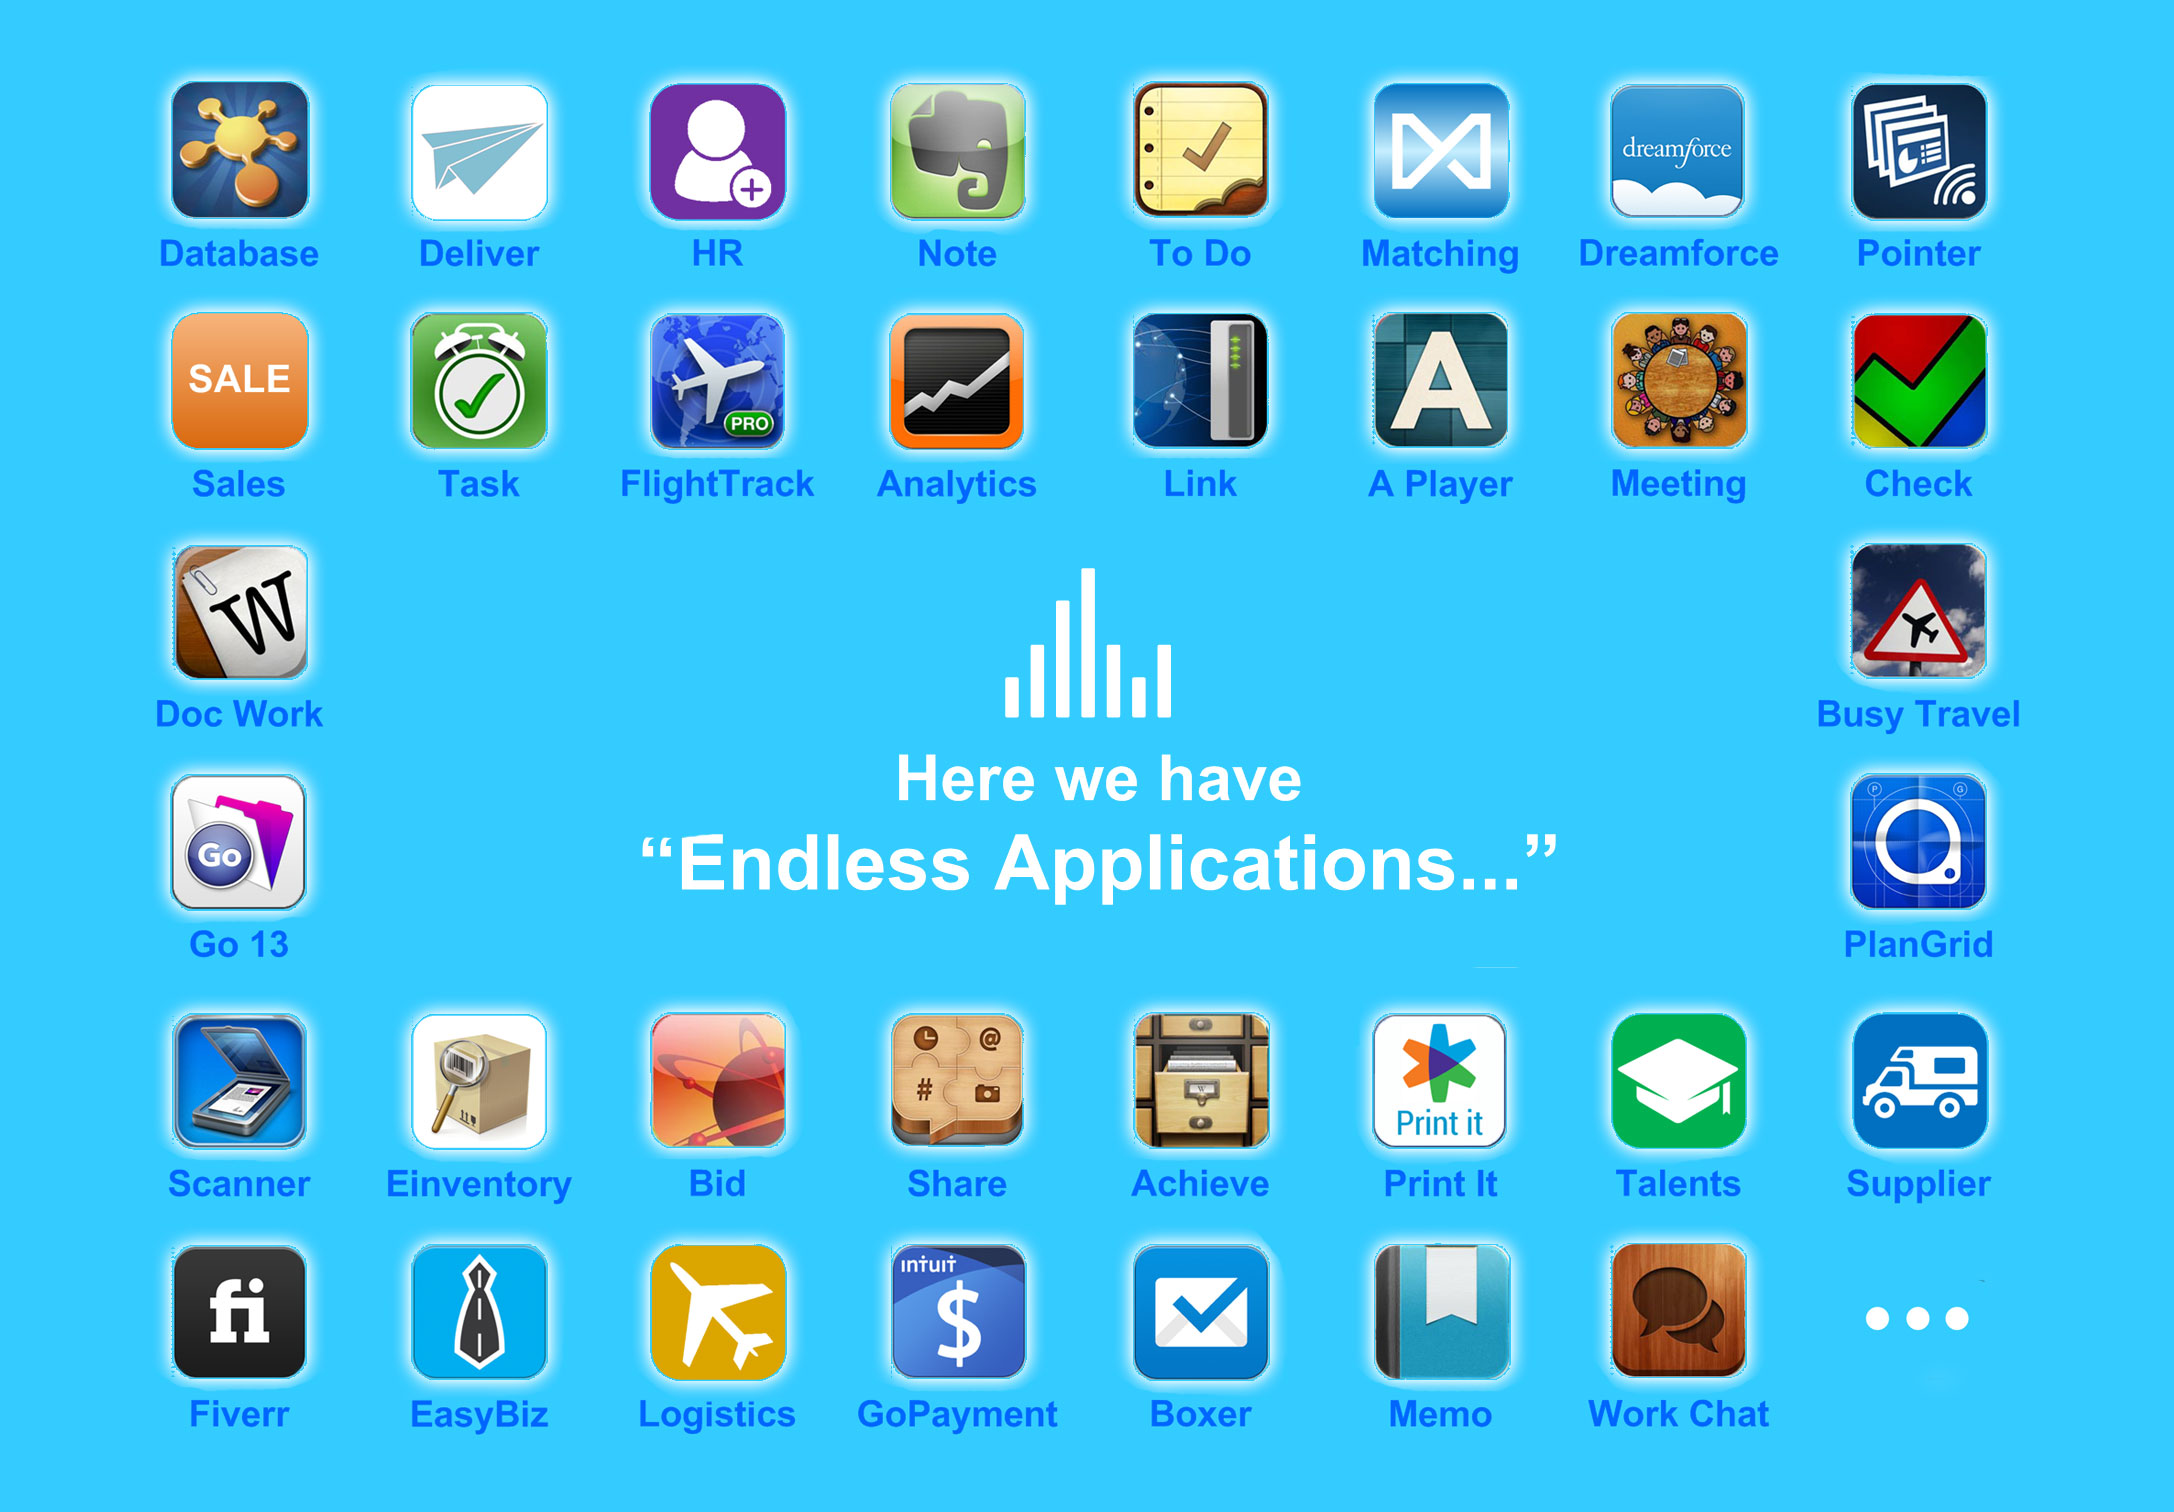 Database Deliver HR Note To Do Matching dreamforce Dreamforce Pointer
SALE
PRO
A
Sales Task FlightTrack Analytics Link A Player Meeting Check
W
Doc Work Busy Travel
Here we have
“Endless Applications...”
P G
Go
Go 13 PlanGrid
@
#
Print it
Scanner Einventory Bid Share Achieve Print It Talents Supplier
fi
intuit
$
Fiverr EasyBiz Logistics GoPayment Boxer Memo Work Chat
...